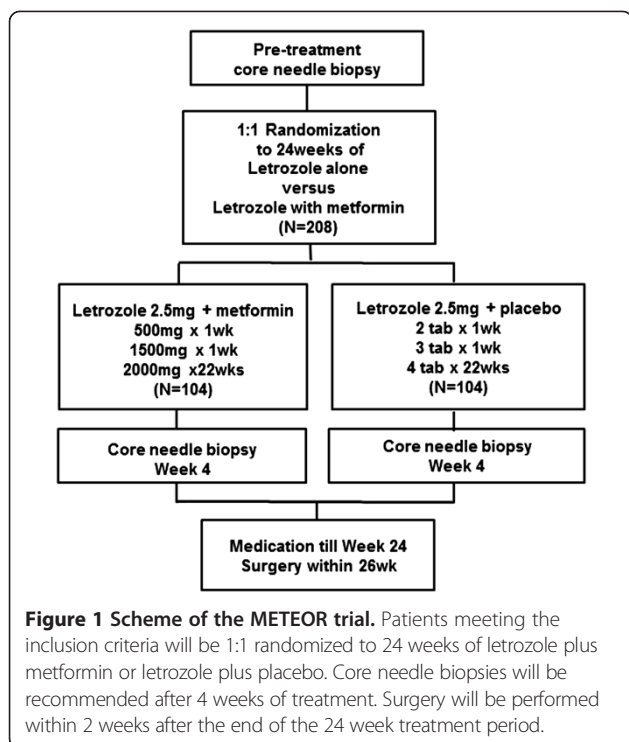 Pre-treatment
core needle biopsy
1:1 Randomization
to 24weeks of
Letrozole alone
versus
Letrozole with metformin
(N=208)
Letrozole 2.5mg + metformin
500mg x 1wk
1500mg x 1wk
2000mg x22wks
(N=104)
Letrozole 2.5mg + placebo
2 tab x 1wk
3 tab x 1wk
4 tab x 22wks
(N=104)
Core needle biopsy
Week 4
Core needle biopsy
Week 4
Medication till Week 24
Surgery within 26wk
Figure 1 Scheme of the METEOR trial. Patients meeting the
inclusion criteria will be 1:1 randomized to 24 weeks of letrozole plus
metformin or letrozole plus placebo. Core needle biopsies will be
recommended after 4 weeks of treatment. Surgery will be performed
within 2 weeks after the end of the 24 week treatment period.